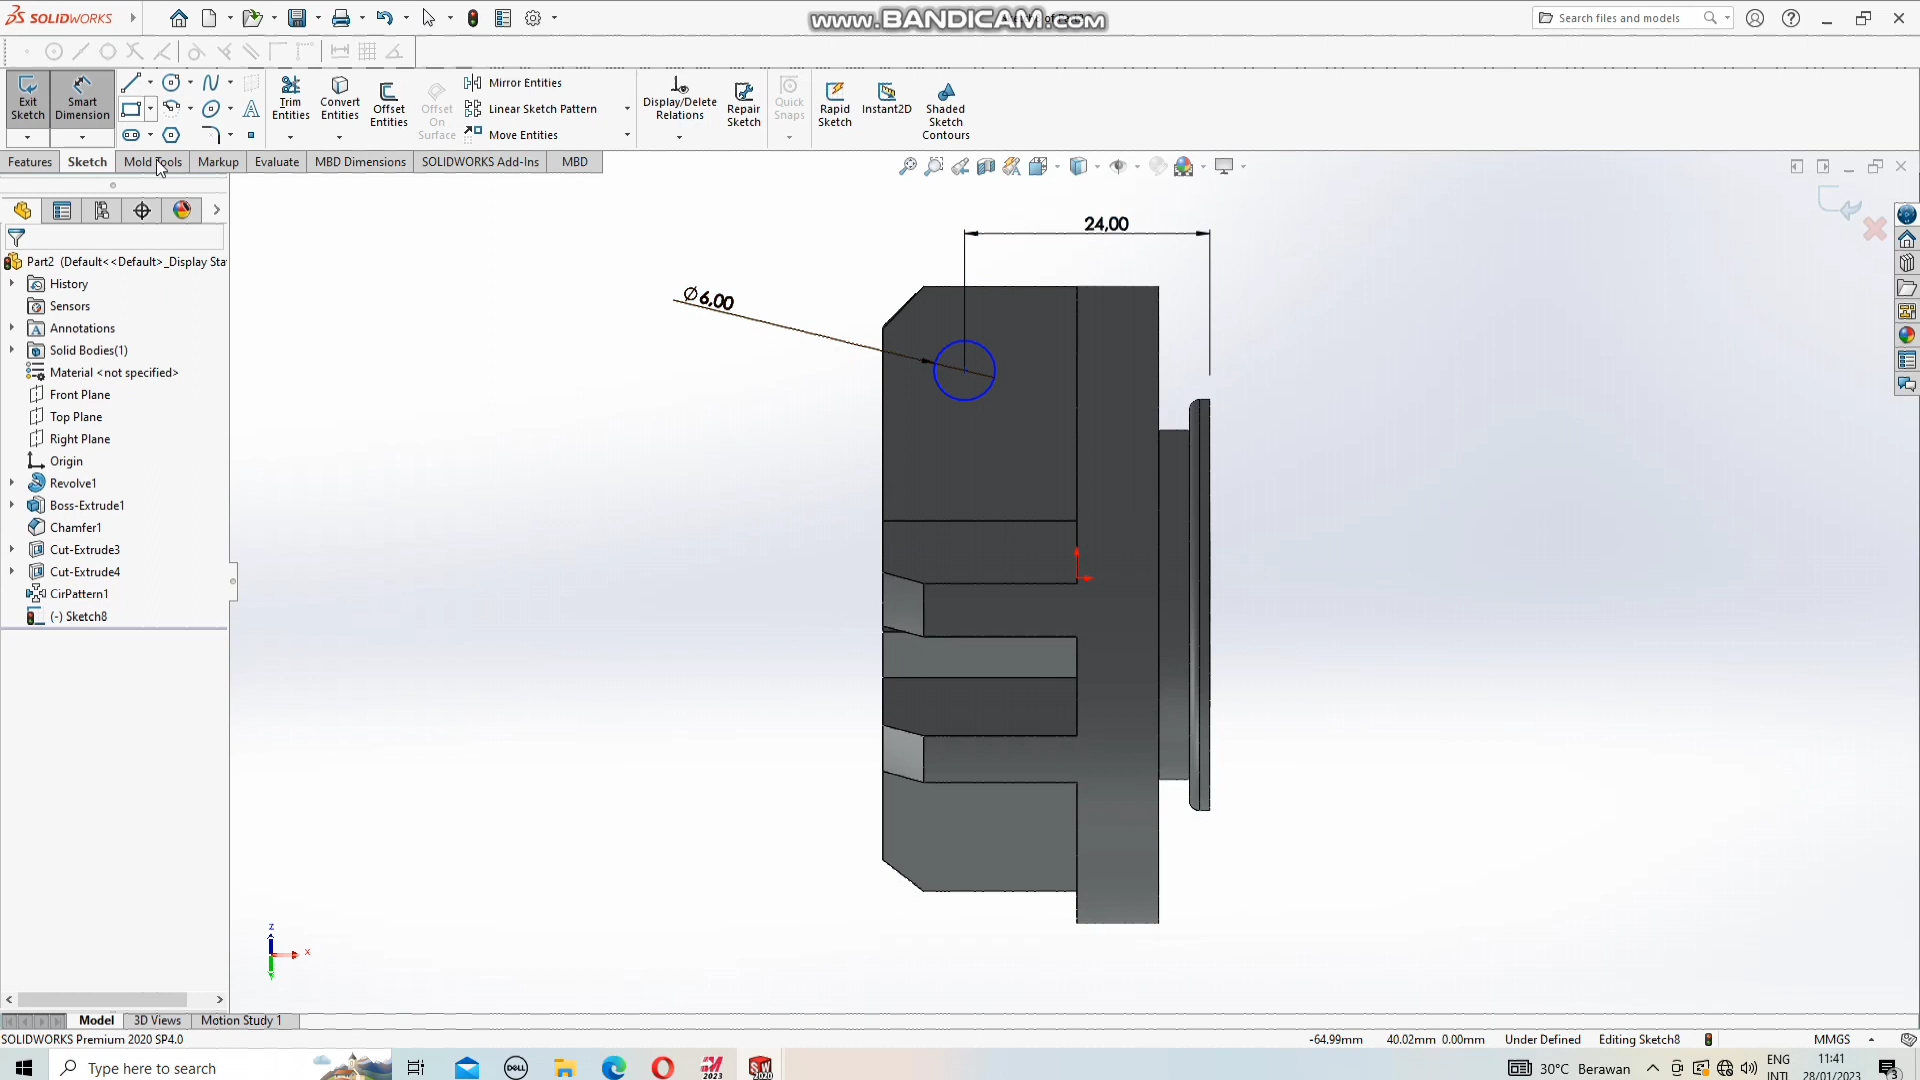 SOLIDWORKS
www.BANDICAM.com
Search files and models
Exit Sketch
Smart Dimension
Trim Entities
Convert Entities
Offset Entities
Offset On Surface
Mirror Entities
Linear Sketch Pattern
Move Entities
Display/Delete Relations
Repair Sketch
Quick Snaps
Rapid Sketch
Instant2D
Shaded Sketch Contours
Features
Sketch
Mold Tools
Markup
Evaluate
MBD Dimensions
SOLIDWORKS Add-Ins
MBD
Part2 (Default<<Default>_Display Sta
History
Sensors
Annotations
Solid Bodies(1)
Material <not specified>
Front Plane
Top Plane
Right Plane
Origin
Revolve1
Boss-Extrude1
Chamfer1
Cut-Extrude3
Cut-Extrude4
CirPattern1
(-) Sketch8
24,00
Ø6,00
z
x
Model
3D Views
Motion Study 1
SOLIDWORKS Premium 2020 SP4.0
-64.99mm
40.02mm 0.00mm
Under Defined
Editing Sketch8
MMGS
Type here to search
DELL
2023
SW
2020
30°C Berawan
ENG
INTL
11:41
28/01/2023
3